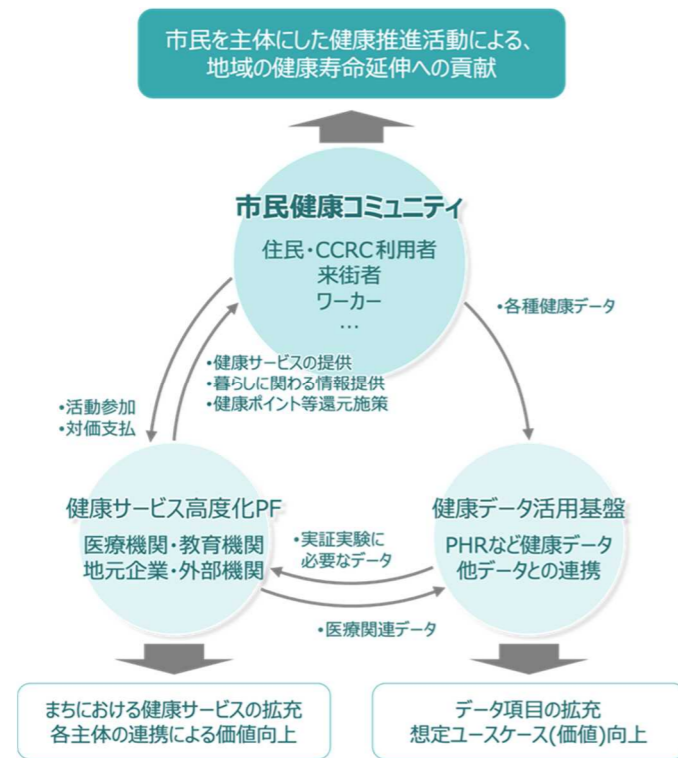 市民を主体にした健康推進活動による、
地域の健康寿命延伸への貢献
市民健康コミュニティ
住民・CCRC利用者
来街者
ワーカー
…
•各種健康データ
•健康サービスの提供
•暮らしに関わる情報提供
•健康ポイント等還元施策
•活動参加
•対価支払
健康サービス高度化PF
医療機関・教育機関
地元企業・外部機関
•実証実験に
必要なデータ
健康データ活用基盤
PHRなど健康データ
他データとの連携
•医療関連データ
まちにおける健康サービスの拡充
各主体の連携による価値向上
データ項目の拡充
想定ユースケース(価値)向上